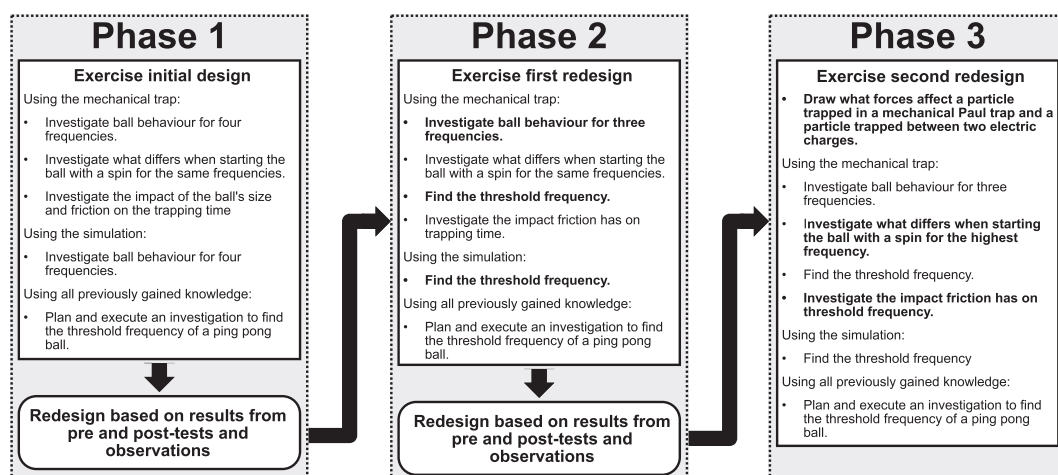 Phase 1
Exercise initial design
Using the mechanical trap:
• Investigate ball behaviour for four
frequencies.
• Investigate what differs when starting the
ball with a spin for the same frequencies.
• Investigate the impact of the ball's size
and friction on the trapping time
Using the simulation:
• Investigate ball behaviour for four
frequencies.
Using all previously gained knowledge:
• Plan and execute an investigation to find
the threshold frequency of a ping pong
ball.
Redesign based on results from
pre and post-tests and
observations
Phase 2
Exercise first redesign
Using the mechanical trap:
• Investigate ball behaviour for three
frequencies.
• Investigate what differs when starting the
ball with a spin for the same frequencies.
• Find the threshold frequency.
• Investigate the impact friction has on
trapping time.
Using the simulation:
• Find the threshold frequency.
Using all previously gained knowledge:
• Plan and execute an investigation to find
the threshold frequency of a ping pong
ball.
Redesign based on results from
pre and post-tests and
observations
Phase 3
Exercise second redesign
• Draw what forces affect a particle
trapped in a mechanical Paul trap and a
particle trapped between two electric
charges.
Using the mechanical trap:
• Investigate ball behaviour for three
frequencies.
• Investigate what differs when starting
the ball with a spin for the highest
frequency.
• Find the threshold frequency.
• Investigate the impact friction has on
threshold frequency.
Using the simulation:
• Find the threshold frequency
Using all previously gained knowledge:
• Plan and execute an investigation to find
the threshold frequency of a ping pong
ball.